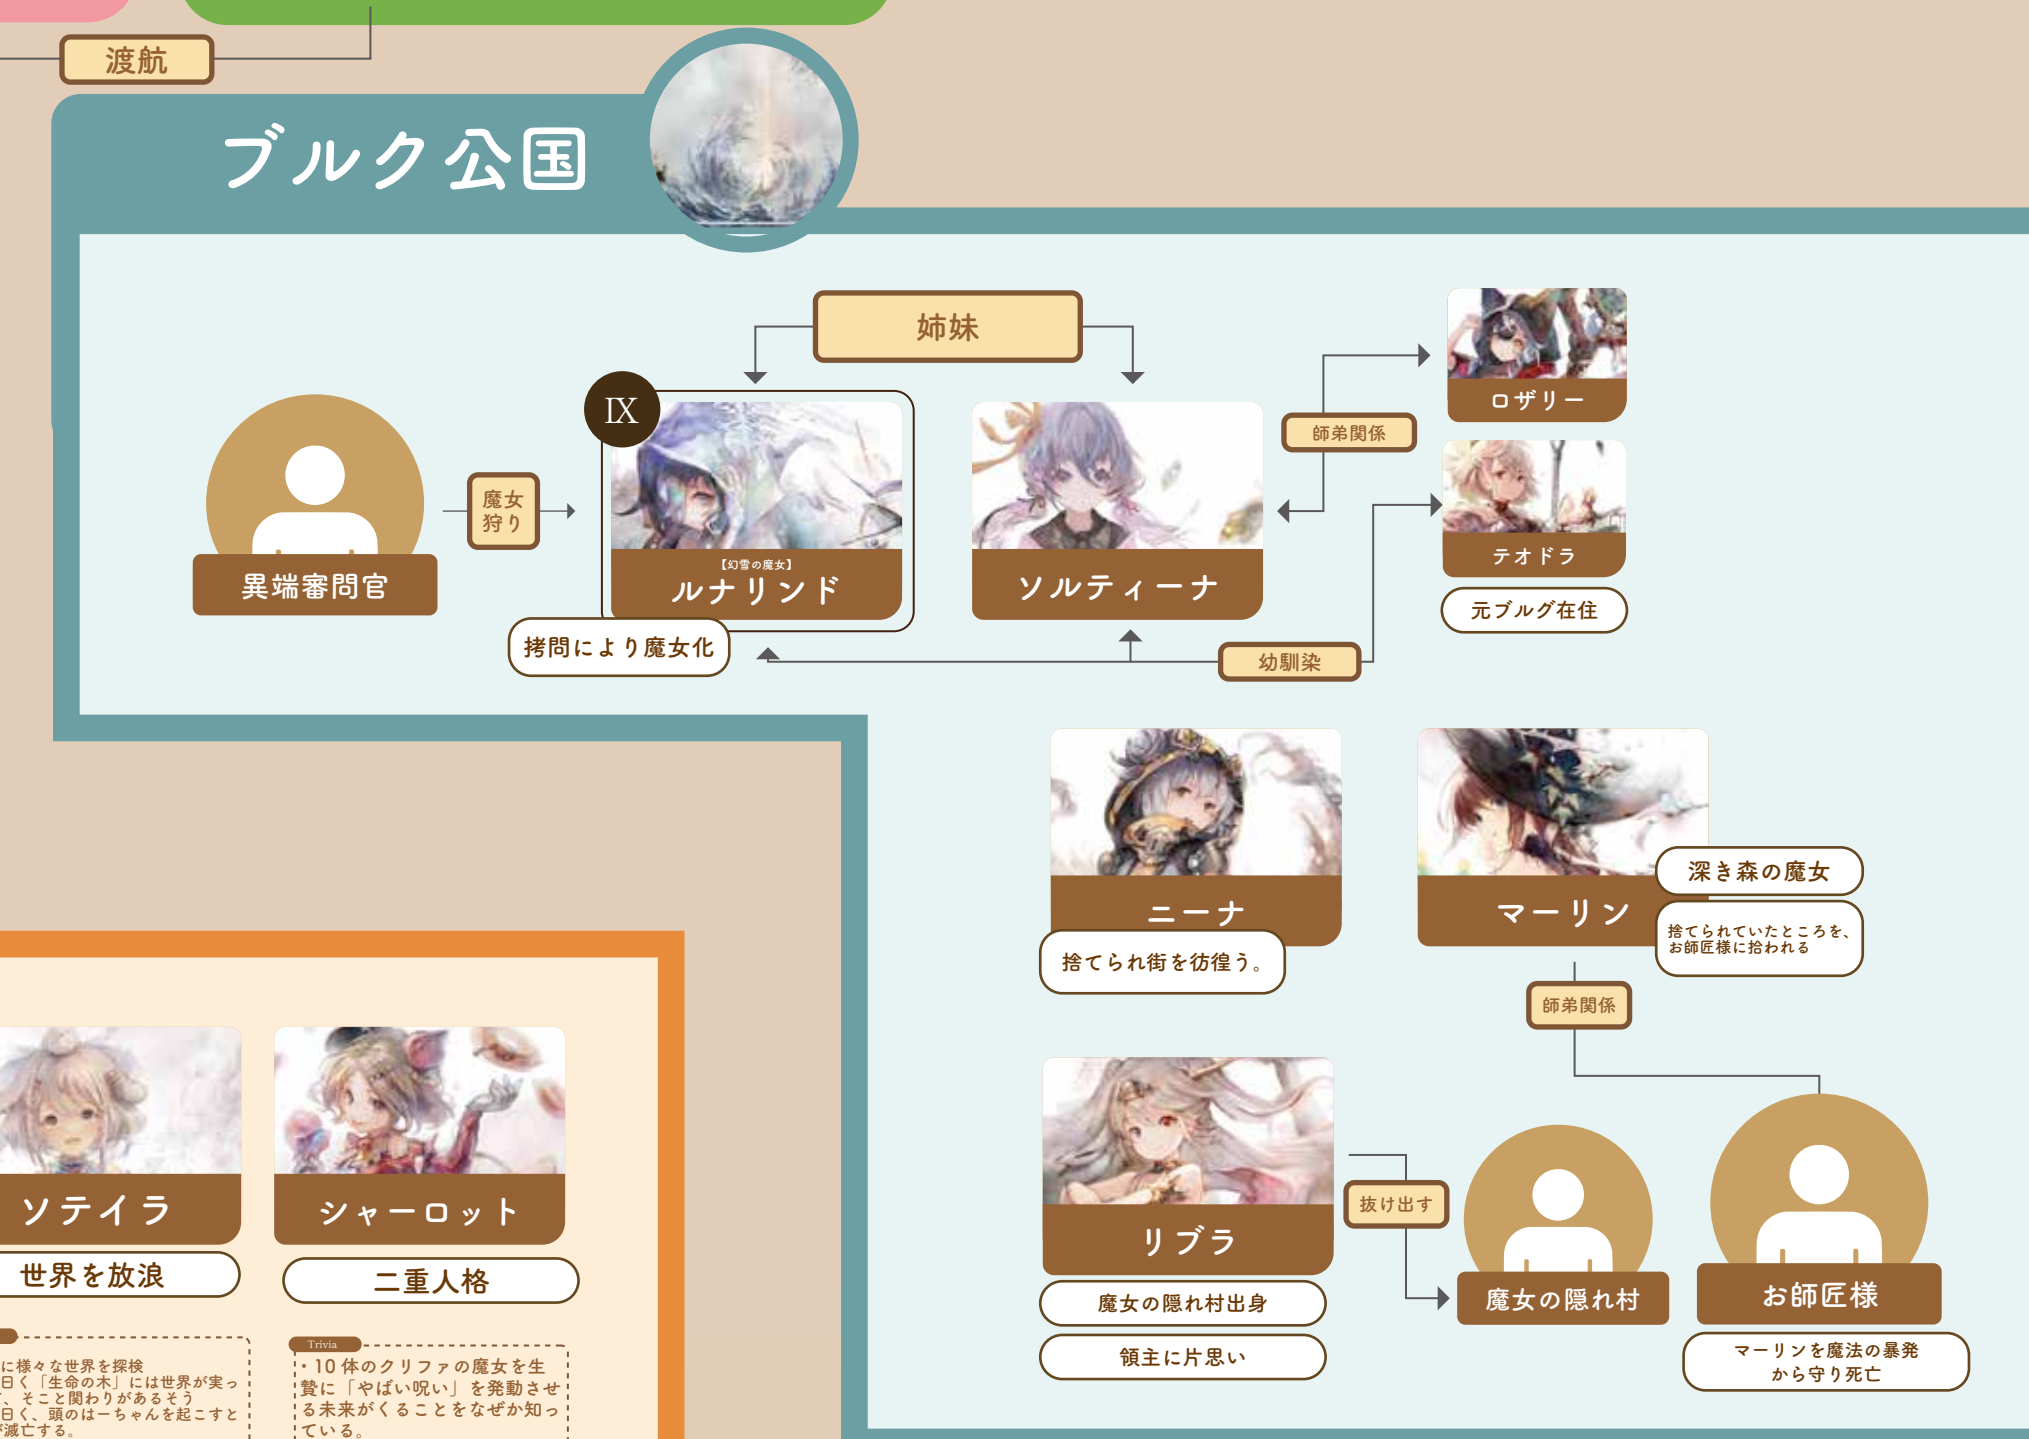 渡航
ブルク公国
姉妹
ロザリー
師弟関係
IX
魔女
狩り
異端審問官
【幻雪の魔女】
ルナリンド
ソルティーナ
テオドラ
元ブルグ在住
拷問により魔女化
幼馴染
ニーナ
捨てられ街を彷徨う。
マーリン
深き森の魔女
捨てられていたところを、
お師匠様に拾われる
師弟関係
リブラ
魔女の隠れ村出身
領主に片思い
抜け出す
魔女の隠れ村
お師匠様
マーリンを魔法の暴発
から守り死亡
ソテイラ
世界を放浪
に様々な世界を探検
曰く「生命の木」には世界が実っ
、そこと関わりがあるそう
曰く、頭のはーちゃんを起こすと
滅亡する。
シャーロット
二重人格
Trivia
・10 体のクリファの魔女を生
贄に「やばい呪い」を発動させ
る未来がくることをなぜか知っ
ている。